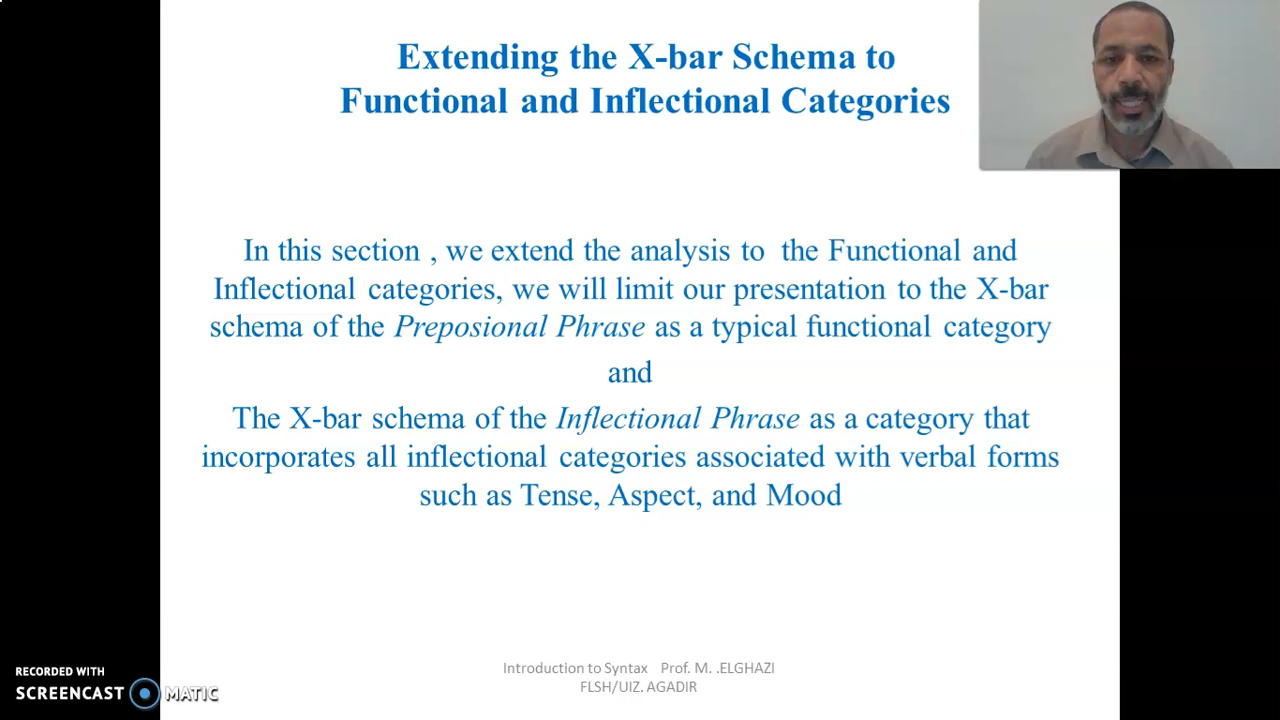 Extending the X-bar Schema to
Functional and Inflectional Categories
In this section , we extend the analysis to the Functional and
Inflectional categories, we will limit our presentation to the X-bar
schema of the Preposional Phrase as a typical functional category
and
The X-bar schema of the Inflectional Phrase as a category that
incorporates all inflectional categories associated with verbal forms
such as Tense, Aspect, and Mood
Introduction to Syntax Prof. M. .ELGHAZI
FLSH/UIZ. AGADIR
RECORDED WITH
SCREENCAST MATIC